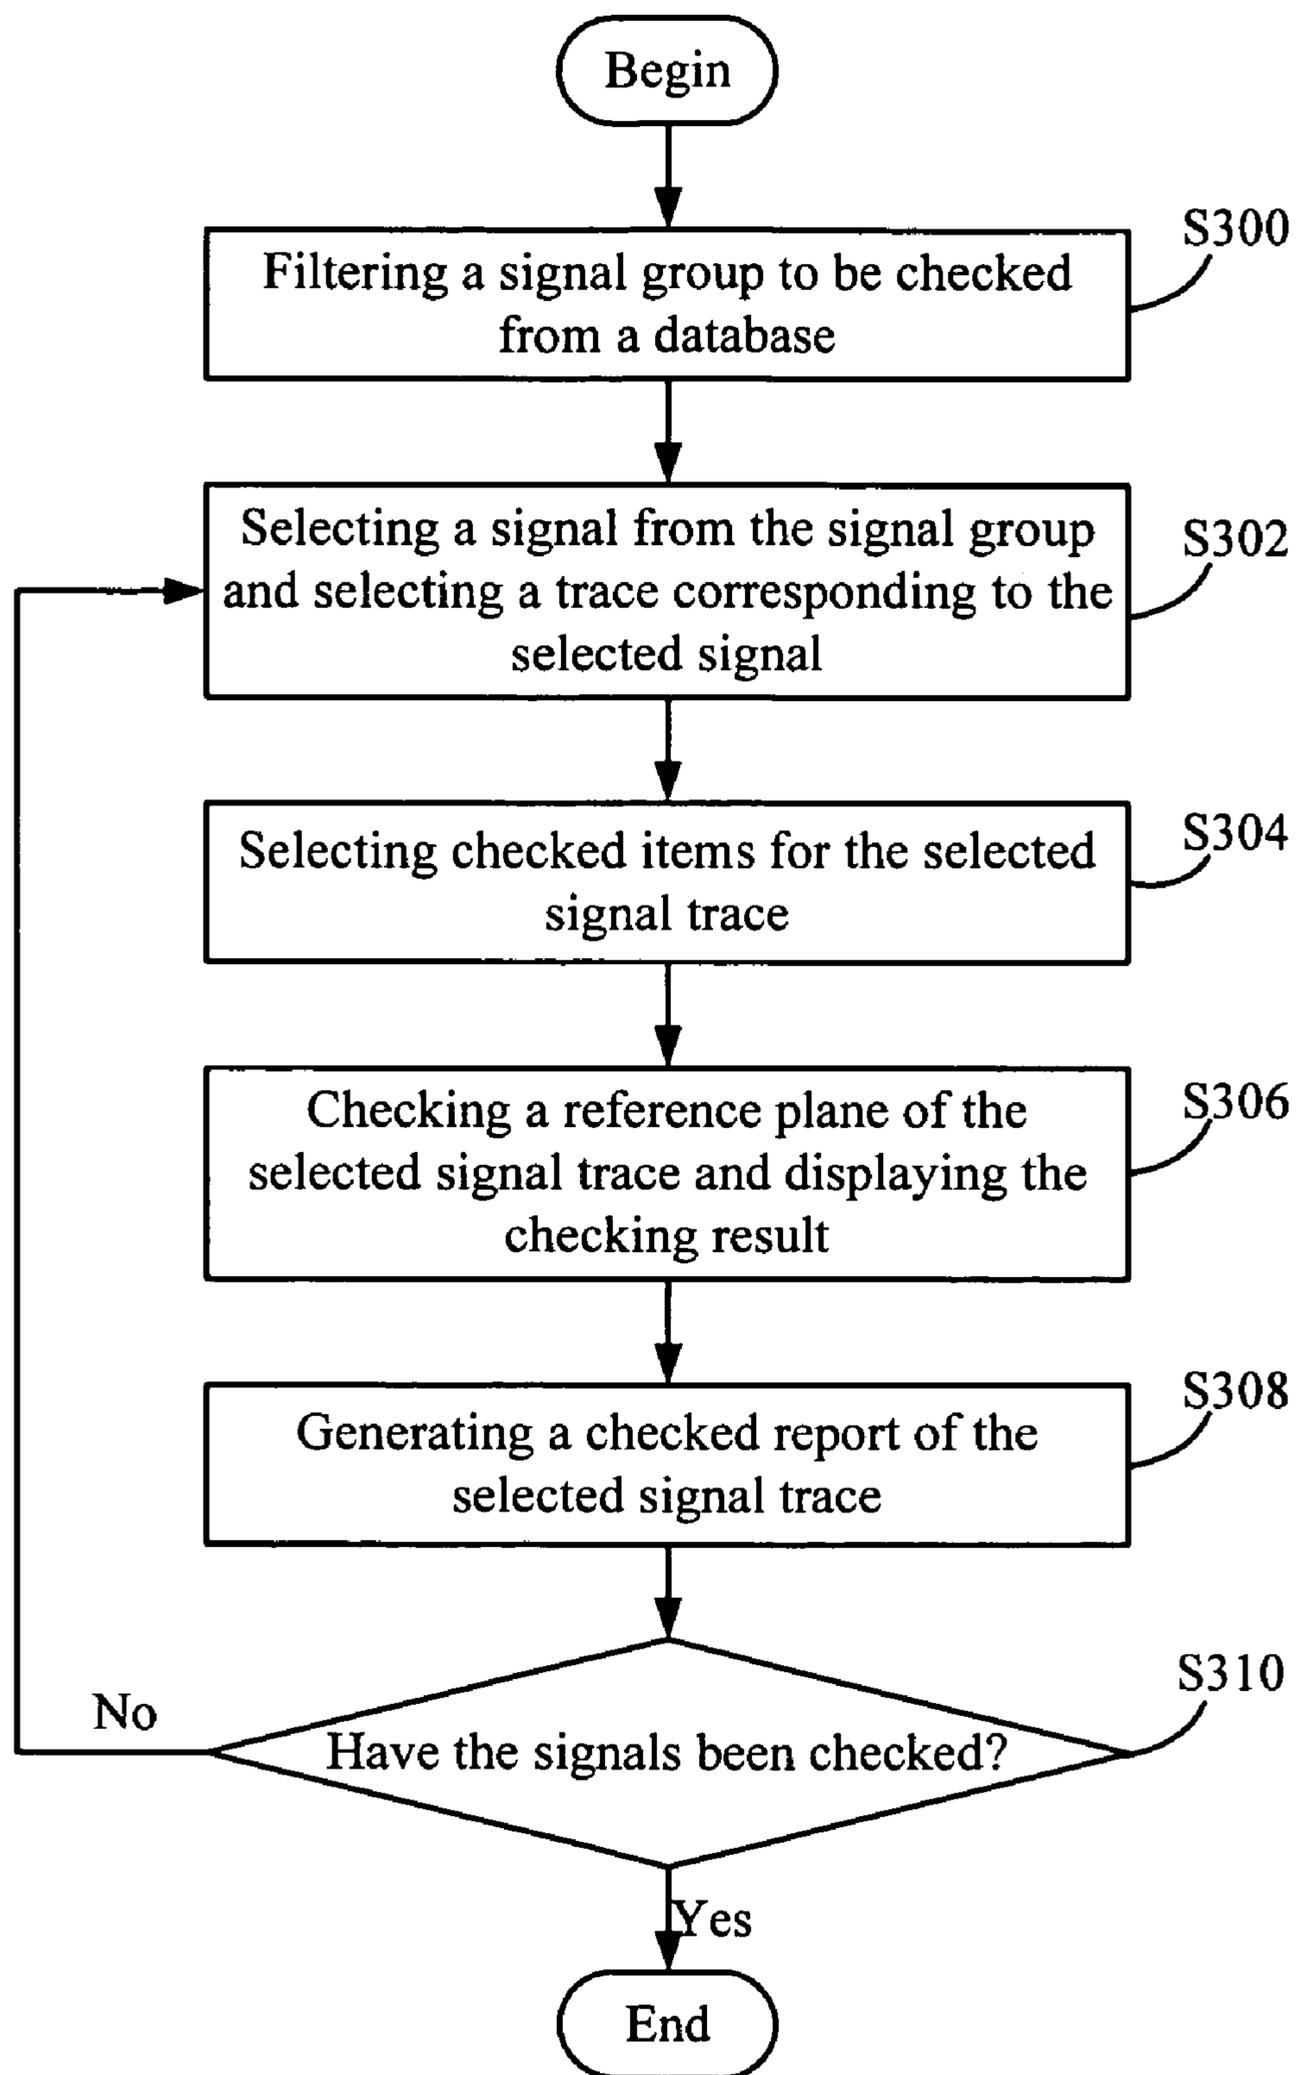 Begin
S300
Filtering a signal group to be checked
from a database
S302
Selecting a signal from the signal group
and selecting a trace corresponding to the
selected signal
S304
Selecting checked items for the selected
signal trace
S306
Checking a reference plane of the
selected signal trace and displaying the
checking result
S308
Generating a checked report of the
selected signal trace
S310
No
Have the signals been checked?
Yes
End